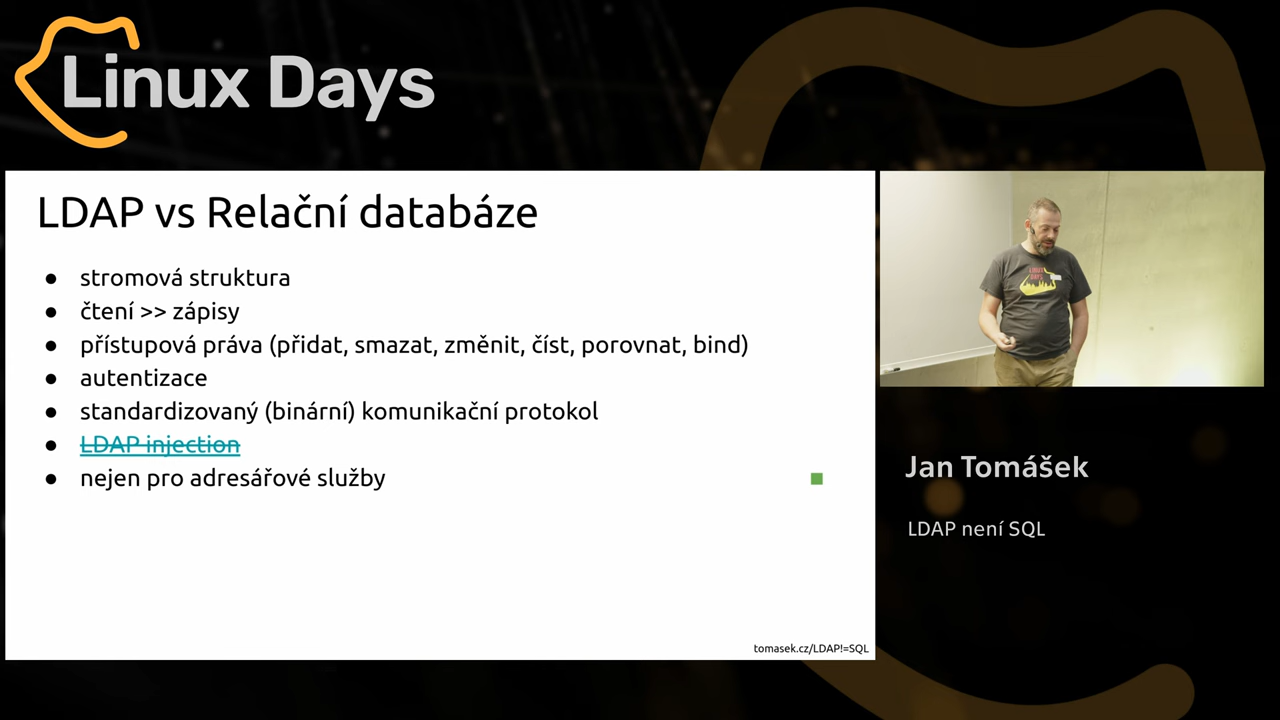 Linux Days
LDAP vs Relační databáze
stromová struktura
čtení >> zápisy
přístupová práva (přidat, smazat, změnit, číst, porovnat, bind)
autentizace
standardizovaný (binární) komunikační protokol
LDAP injection
nejen pro adresářové služby
tomasek.cz/LDAP!=SQL
LINUX
DAYS
Jan Tomášek
LDAP není SQL